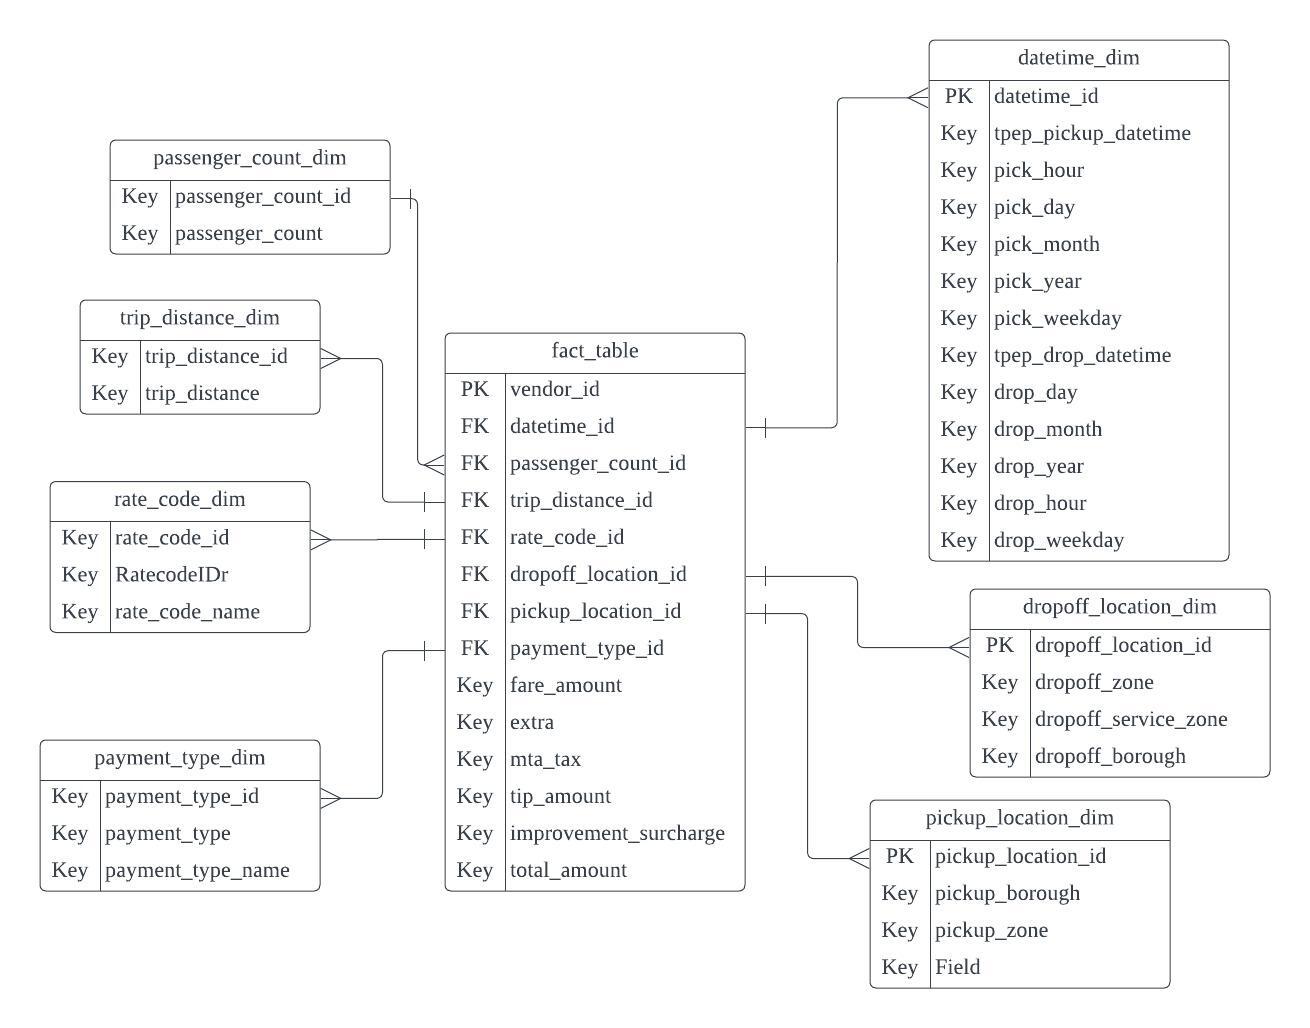 passenger_count_dim
Key passenger_count_id
Key passenger_count
trip_distance_dim
Key trip_distance_id
Key trip_distance
rate_code_dim
Key rate_code_id
Key RatecodeIDr
Key rate_code_name
payment_type_dim
Key payment_type_id
Key payment_type
Key payment_type_name
fact_table
PK vendor_id
FK datetime_id
FK passenger_count_id
FK trip_distance_id
FK rate_code_id
FK dropoff_location_id
FK pickup_location_id
FK payment_type_id
Key fare_amount
Key extra
Key mta_tax
Key tip_amount
Key improvement_surcharge
Key total_amount
datetime_dim
PK datetime_id
Key tpep_pickup_datetime
Key pick_hour
Key pick_day
Key pick_month
Key pick_year
Key pick_weekday
Key tpep_drop_datetime
Key drop_day
Key drop_month
Key drop_year
Key drop_hour
Key drop_weekday
dropoff_location_dim
PK dropoff_location_id
Key dropoff_zone
Key dropoff_service_zone
Key dropoff_borough
pickup_location_dim
PK pickup_location_id
Key pickup_borough
Key pickup_zone
Key Field